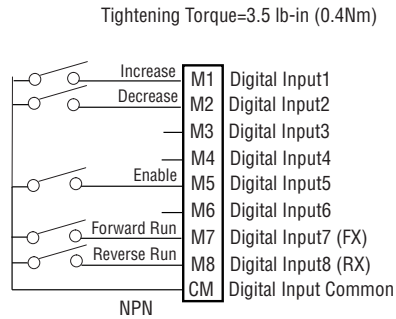 Tightening Torque=3.5 lb-in (0.4Nm)
Increase M1 Digital Input1
Decrease M2 Digital Input2
M3 Digital Input3
M4 Digital Input4
Enable M5 Digital Input5
M6 Digital Input6
Forward Run M7 Digital Input7 (FX)
Reverse Run M8 Digital Input8 (RX)
CM Digital Input Common
NPN